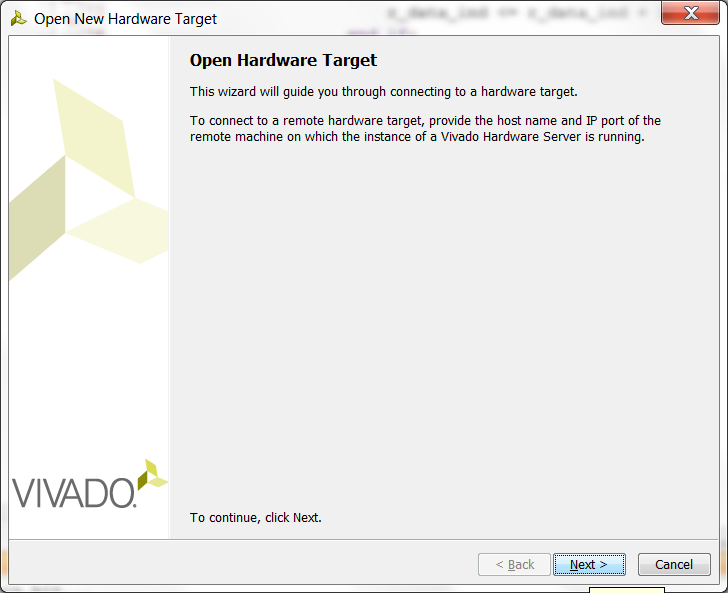 Open New Hardware Target
Open Hardware Target
This wizard will guide you through connecting to a hardware target.
To connect to a remote hardware target, provide the host name and IP port of the
remote machine on which the instance of a Vivado Hardware Server is running.
VIVADO.
To continue, click Next.
< Back
Next >
Cancel